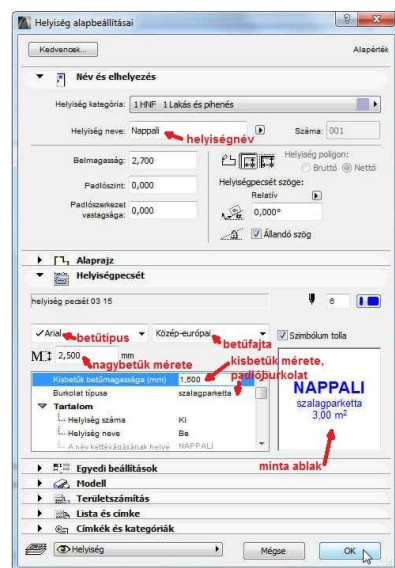 Helyiség alapbeállításai
Kedvencek...
Alapérték
Név és elhelyezés
Helyiség kategória: 1 HNF 1 Lakás és pihenés
Helyiség neve: Nappali
Száma: 001
helyiségnév
Belmagasság: 2,700
Helyiség poligon:
Bruttó Nettó
Padlószint: 0,000
Helyiségpecsét szöge:
Relatív
Padlószerkezet vastagsága: 0,000
0,000°
Állandó szög
Alaprajz
Helyiségpecsét
helyiség pecsét 03 16
6
Arial
betűtípus
Közép-európai
betűfajta
Szimbólum tolla
M 2,500 mm
nagybetűk mérete
kisbetűk mérete,
padlóburkolat
Kisbetűk betűmagassága (mm) 1,500
Burkolat típusa szalagparketta
Tartalom
Helyiség száma Ki
Helyiség neve Be
A név kettévágásának helye NAPPALI
NAPPALI
szalagparketta
3,00 m²
minta ablak
Egyedi beállítások
Modell
Területszámítás
Lista és címke
Címkék és kategóriák
Helyiség
Mégse
OK